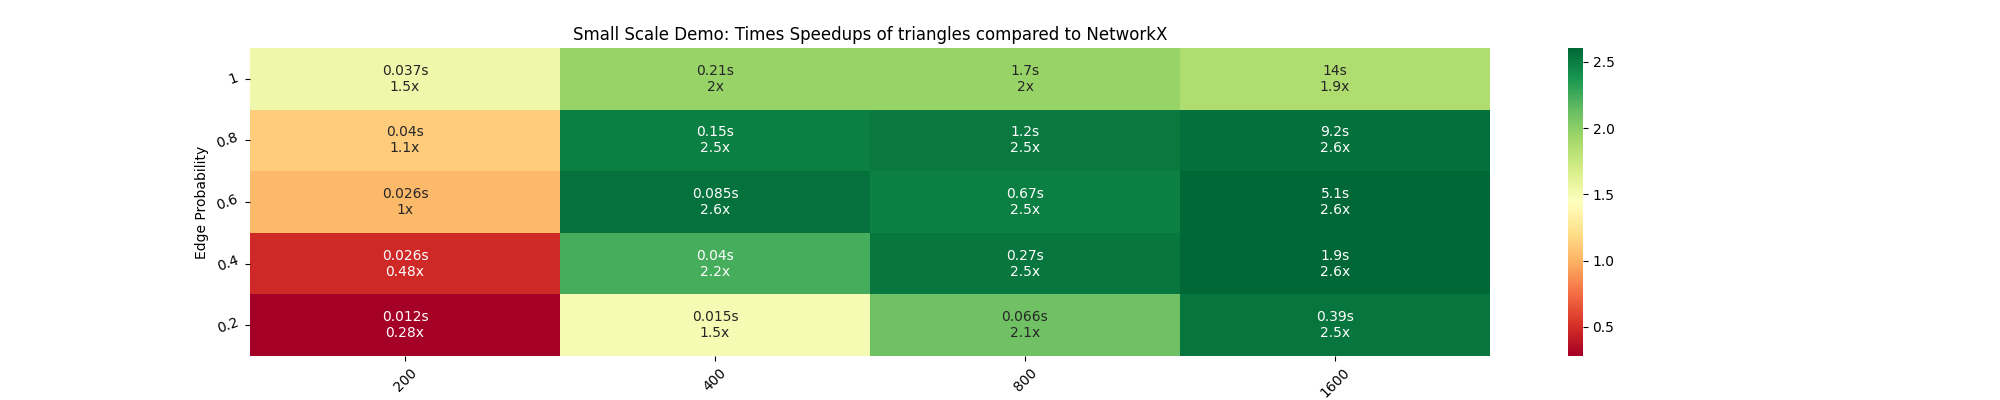 Small Scale Demo: Times Speedups of triangles compared to NetworkX
Edge Probability
1
0.037s
1.5x
0.21s
2x
1.7s
2x
14s
1.9x
0.8
0.04s
1.1x
0.15s
2.5x
1.2s
2.5x
9.2s
2.6x
0.6
0.026s
1x
0.085s
2.6x
0.67s
2.5x
5.1s
2.6x
0.4
0.026s
0.48x
0.04s
2.2x
0.27s
2.5x
1.9s
2.6x
0.2
0.012s
0.28x
0.015s
1.5x
0.066s
2.1x
0.39s
2.5x
200
400
800
1600
2.5
2.0
1.5
1.0
0.5